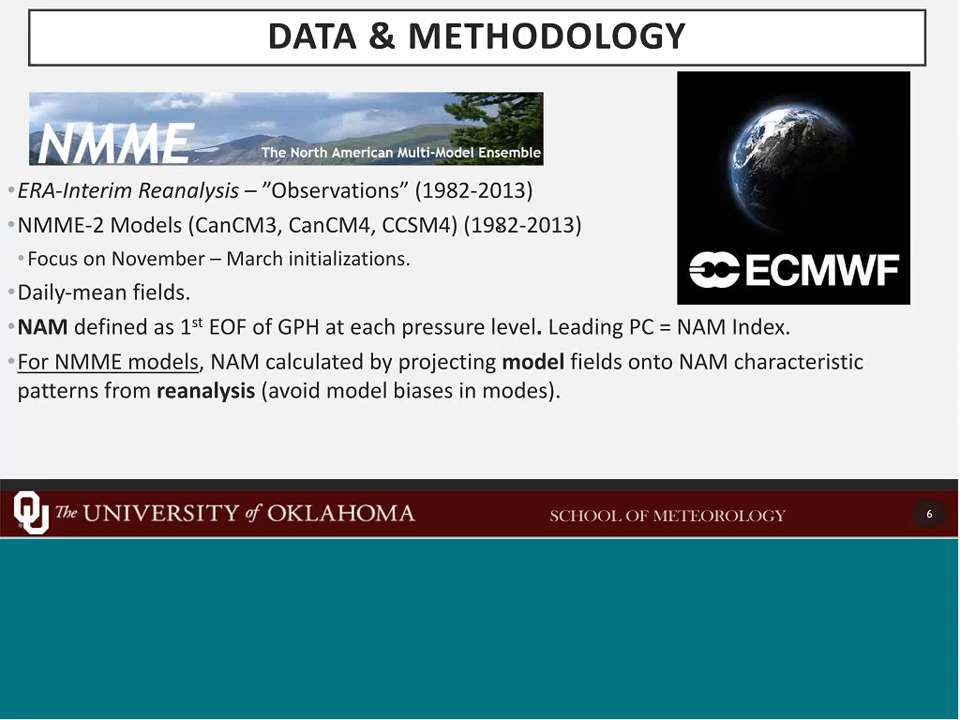 DATA & METHODOLOGY
NMME
The North American Multi-Model Ensemble
•ERA-Interim Reanalysis – ”Observations” (1982-2013)
•NMME-2 Models (CanCM3, CanCM4, CCSM4) (1982-2013)
•Focus on November – March initializations.
•Daily-mean fields.
•NAM defined as 1st EOF of GPH at each pressure level. Leading PC = NAM Index.
•For NMME models, NAM calculated by projecting model fields onto NAM characteristic
patterns from reanalysis (avoid model biases in modes).
ECMWF
The UNIVERSITY of OKLAHOMA
SCHOOL OF METEOROLOGY
6